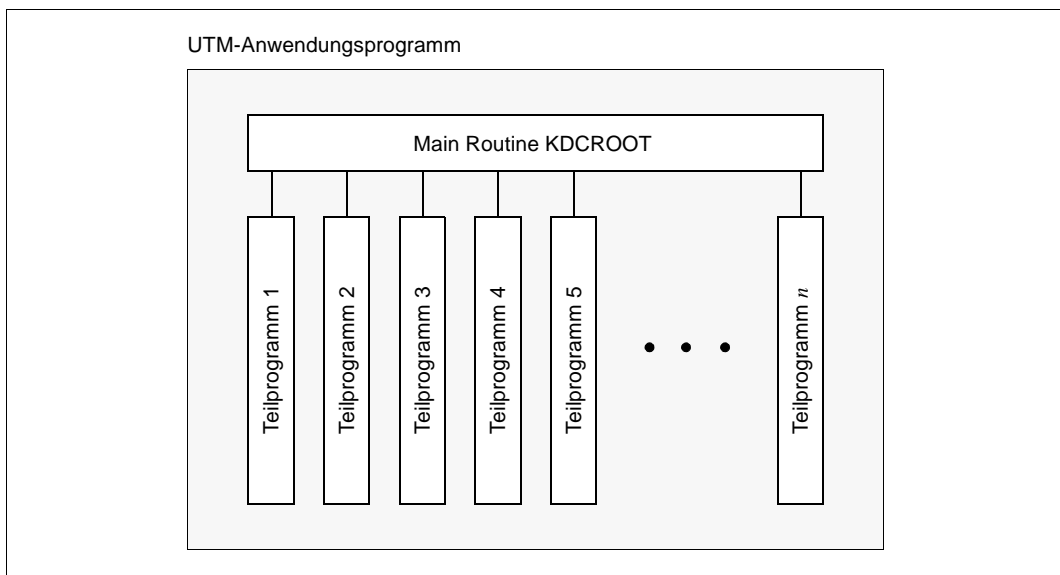 UTM-Anwendungsprogramm
Main Routine KDCROOT
Teilprogramm 1
Teilprogramm 2
Teilprogramm 3
Teilprogramm 4
Teilprogramm 5
Teilprogramm n